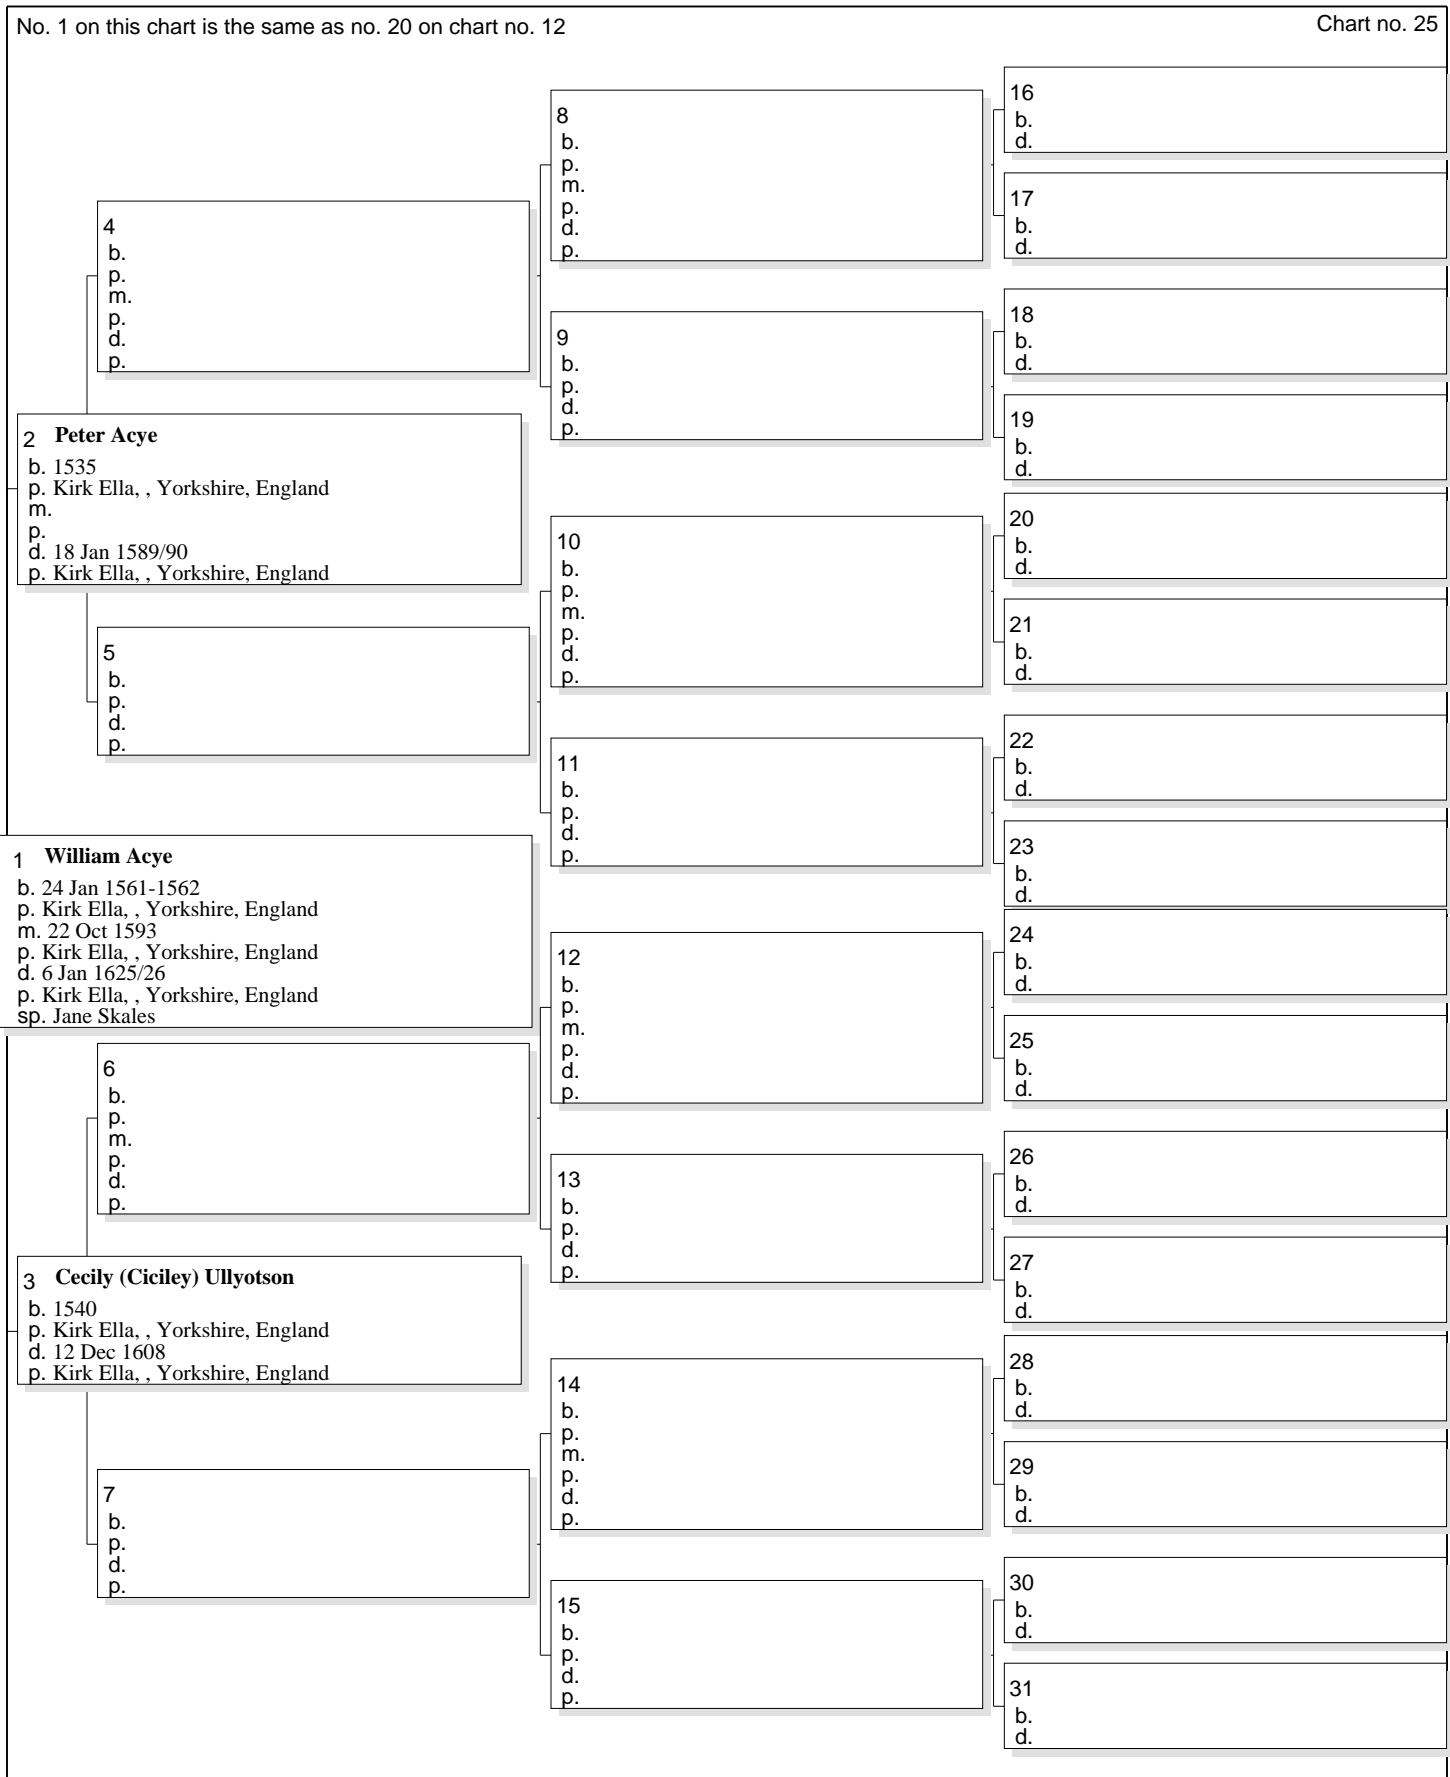 No. 1 on this chart is the same as no. 20 on chart no. 12
Chart no. 25
16
b.
d.
8
b.
p.
m.
p.
d.
p.
17
b.
d.
4
b.
p.
m.
p.
d.
p.
18
b.
d.
9
b.
p.
d.
p.
19
b.
d.
2 Peter Acye
b. 1535
p. Kirk Ella, , Yorkshire, England
m.
p.
d. 18 Jan 1589/90
p. Kirk Ella, , Yorkshire, England
20
b.
d.
10
b.
p.
m.
p.
d.
p.
21
b.
d.
5
b.
p.
d.
p.
22
b.
d.
11
b.
p.
d.
p.
23
b.
d.
1 William Acye
b. 24 Jan 1561-1562
p. Kirk Ella, , Yorkshire, England
m. 22 Oct 1593
p. Kirk Ella, , Yorkshire, England
d. 6 Jan 1625/26
p. Kirk Ella, , Yorkshire, England
sp. Jane Skales
24
b.
d.
12
b.
p.
m.
p.
d.
p.
25
b.
d.
6
b.
p.
m.
p.
d.
p.
26
b.
d.
13
b.
p.
d.
p.
27
b.
d.
3 Cecily (Ciciley) Ullyotson
b. 1540
p. Kirk Ella, , Yorkshire, England
d. 12 Dec 1608
p. Kirk Ella, , Yorkshire, England
28
b.
d.
14
b.
p.
m.
p.
d.
p.
29
b.
d.
7
b.
p.
d.
p.
30
b.
d.
15
b.
p.
d.
p.
31
b.
d.